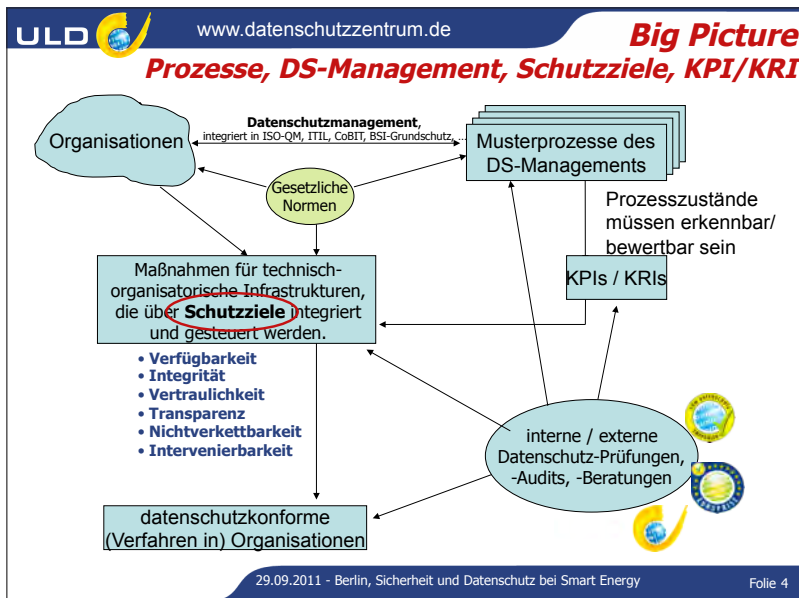 ULD
www.datenschutzzentrum.de
Big Picture
Prozesse, DS-Management, Schutzziele, KPI/KRI
Organisationen
Datenschutzmanagement,
integriert in ISO-QM, ITIL, CoBIT, BSI-Grundschutz, ...
Musterprozesse des
DS-Managements
Gesetzliche
Normen
Prozesszustände
müssen erkennbar/
bewertbar sein
KPIs / KRIs
Maßnahmen für technisch-
organisatorische Infrastrukturen,
die über Schutzziele integriert
und gesteuert werden.
• Verfügbarkeit
• Integrität
• Vertraulichkeit
• Transparenz
• Nichtverkettbarkeit
• Intervenierbarkeit
interne / externe
Datenschutz-Prüfungen,
-Audits, -Beratungen
datenschutzkonforme
(Verfahren in) Organisationen
29.09.2011 - Berlin, Sicherheit und Datenschutz bei Smart Energy
Folie 4